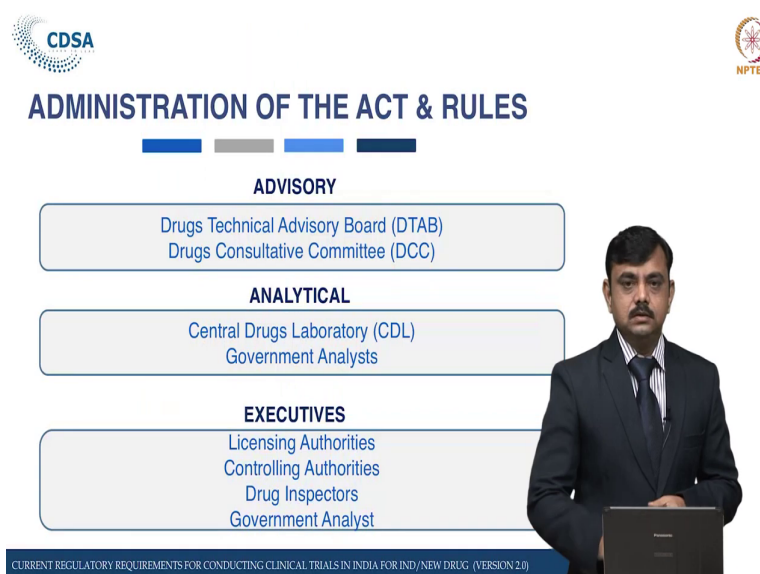 CDSA
NPTE
ADMINISTRATION OF THE ACT & RULES
ADVISORY
Drugs Technical Advisory Board (DTAB)
Drugs Consultative Committee (DCC)
ANALYTICAL
Central Drugs Laboratory (CDL)
Government Analysts
EXECUTIVES
Licensing Authorities
Controlling Authorities
Drug Inspectors
Government Analyst
Panasonic
CURRENT REGULATORY REQUIREMENTS FOR CONDUCTING CLINICAL TRIALS IN INDIA FOR IND/NEW DRUG (VERSION 2.0)